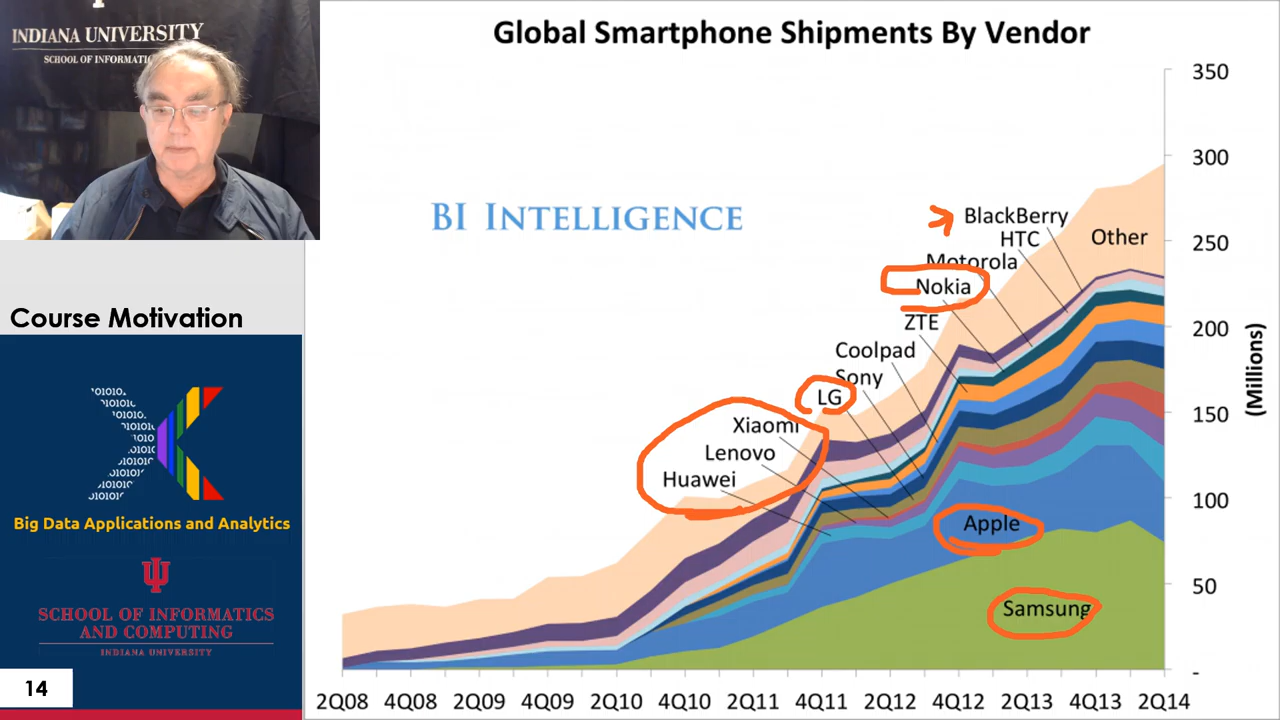 INDIANA UNIVERSITY
SCHOOL OF INFORMATIC
Global Smartphone Shipments By Vendor
BI INTELLIGENCE
350
300
250
200
(Millions)
150
100
50
-
BlackBerry
HTC
Other
Motorola
Nokia
ZTE
Coolpad
Sony
LG
Xiaomi
Lenovo
Huawei
Apple
Samsung
2Q08 4Q08 2Q09 4Q09 2Q10 4Q10 2Q11 4Q11 2Q12 4Q12 2Q13 4Q13 2Q14
Course Motivation
Big Data Applications and Analytics
SCHOOL OF INFORMATICS
AND COMPUTING
INDIANA UNIVERSITY
14